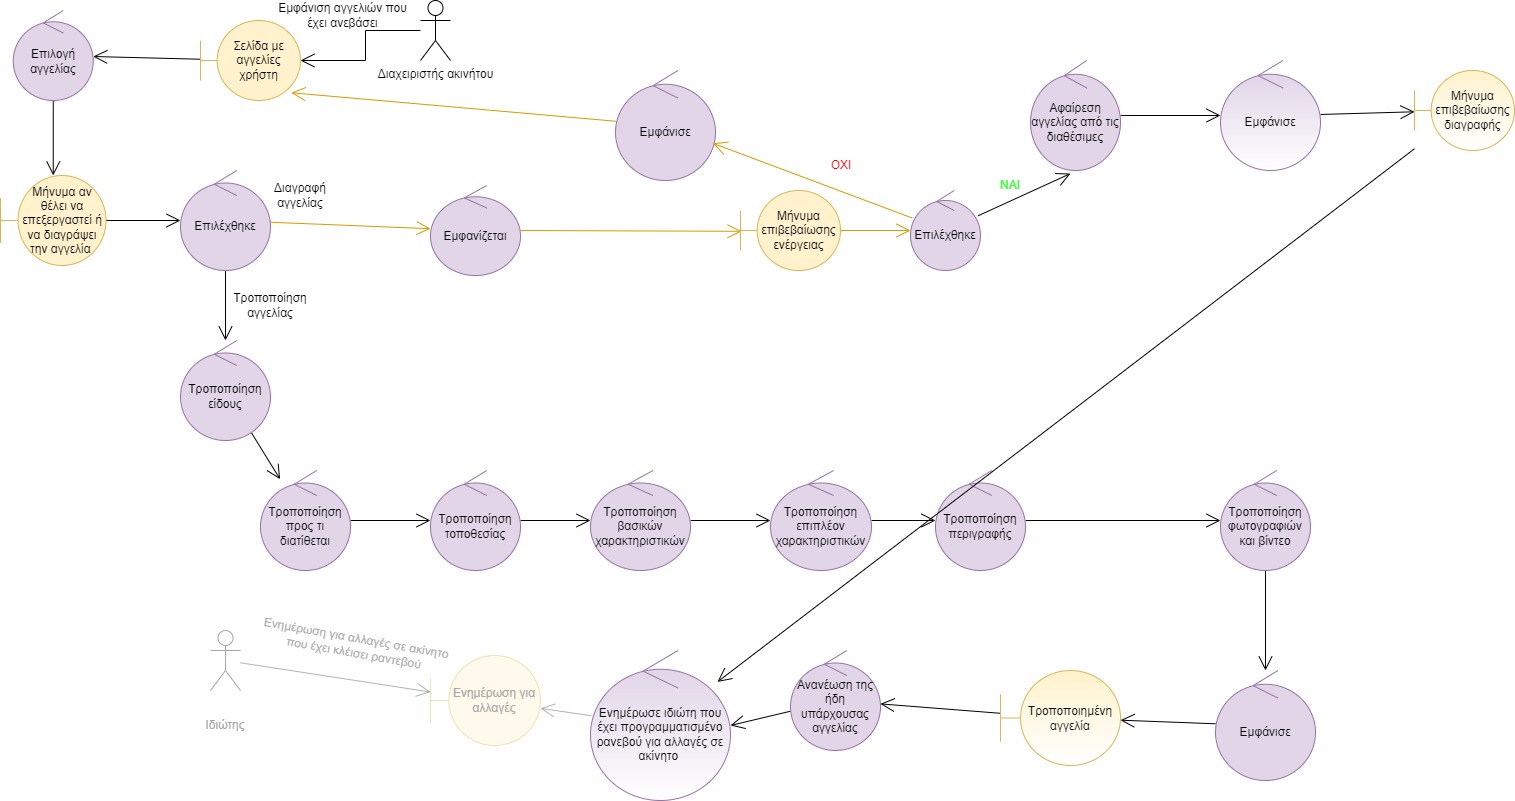 Εμφάνιση αγγελιών που
έχει ανεβάσει
Διαχειριστής ακινήτου
Σελίδα με
αγγελίες
χρήστη
Επιλογή
αγγελίας
Εμφάνισε
Αφαίρεση
αγγελίας από τις
διαθέσιμες
Εμφάνισε
Μήνυμα
επιβεβαίωσης
διαγραφής
ΟΧΙ
ΝΑΙ
Μήνυμα αν
θέλει να
επεξεργαστεί ή
να διαγράψει
την αγγελία
Επιλέχθηκε
Διαγραφή
αγγελίας
Εμφανίζεται
Μήνυμα
επιβεβαίωσης
ενέργειας
Επιλέχθηκε
Τροποποίηση
αγγελίας
Τροποποίηση
είδους
Τροποποίηση
προς τι
διατίθεται
Τροποποίηση
τοποθεσίας
Τροποποίηση
βασικών
χαρακτηριστικών
Τροποποίηση
επιπλέον
χαρακτηριστικών
Τροποποίηση
περιγραφής
Τροποποίηση
φωτογραφιών
και βίντεο
Ενημέρωση για αλλαγές σε ακίνητο
που έχει κλέισει ραντεβού
Ιδιώτης
Ενημέρωση για
αλλαγές
Ενημέρωσε ιδιώτη που
έχει προγραμματισμένο
ρανεβού για αλλαγές σε
ακίνητο
Ανανέωση της
ήδη
υπάρχουσας
αγγελίας
Τροποποιημένη
αγγελία
Εμφάνισε